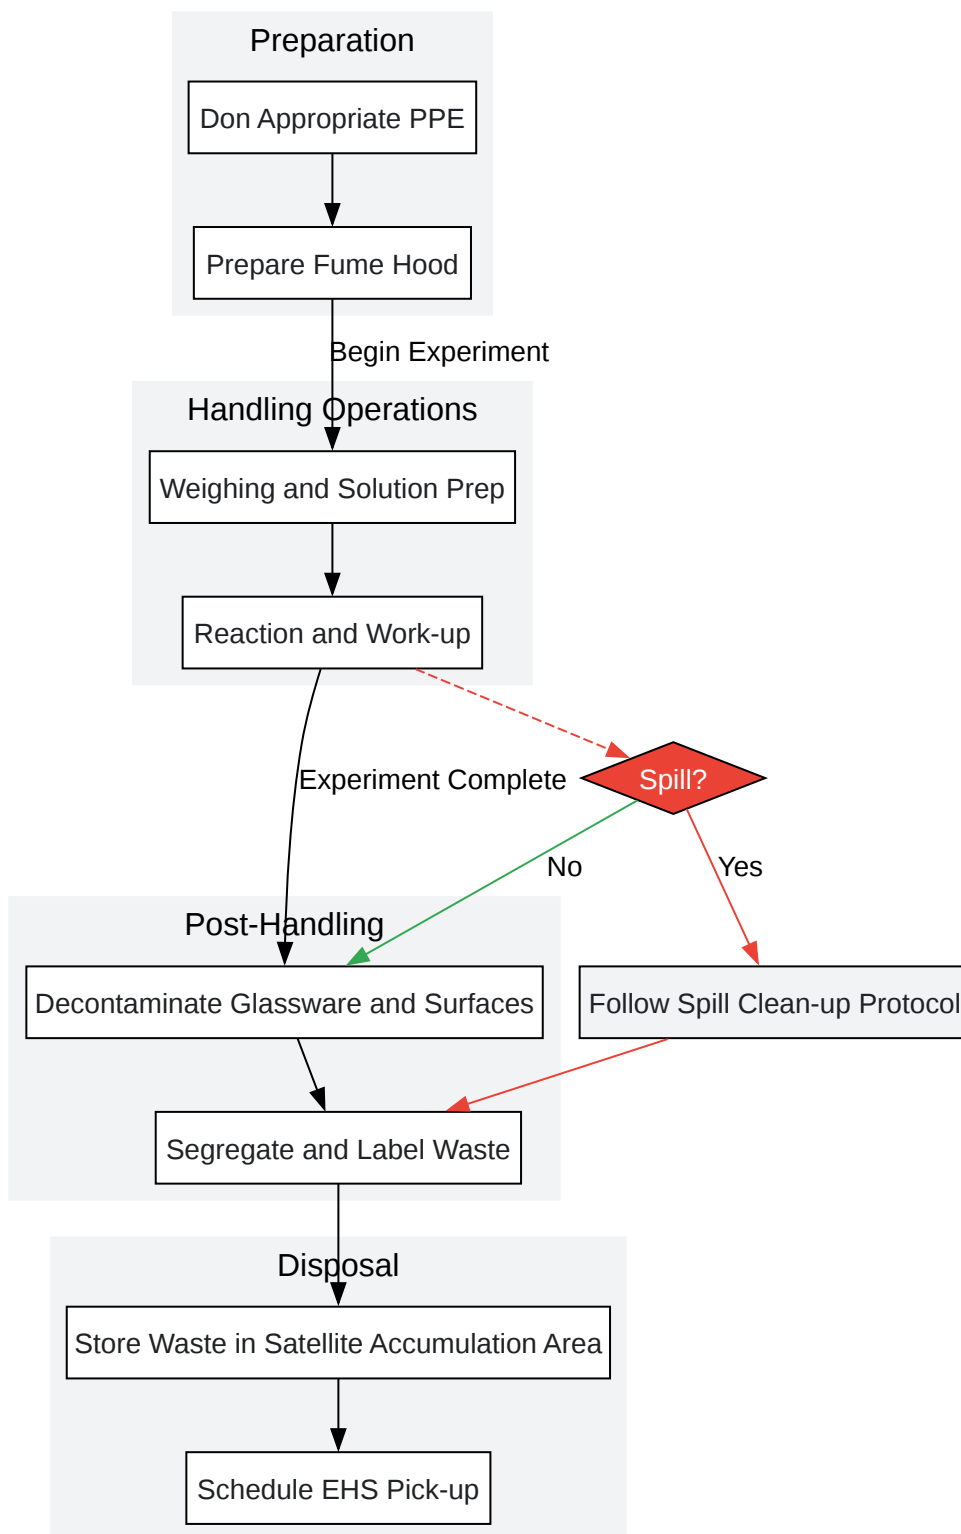 Preparation
Don Appropriate PPE
Prepare Fume Hood
Begin Experiment
Handling Operations
Weighing and Solution Prep
Reaction and Work-up
Experiment Complete
Spill?
No
Yes
Post-Handling
Decontaminate Glassware and Surfaces
Follow Spill Clean-up Protocol
Segregate and Label Waste
Disposal
Store Waste in Satellite Accumulation Area
Schedule EHS Pick-up